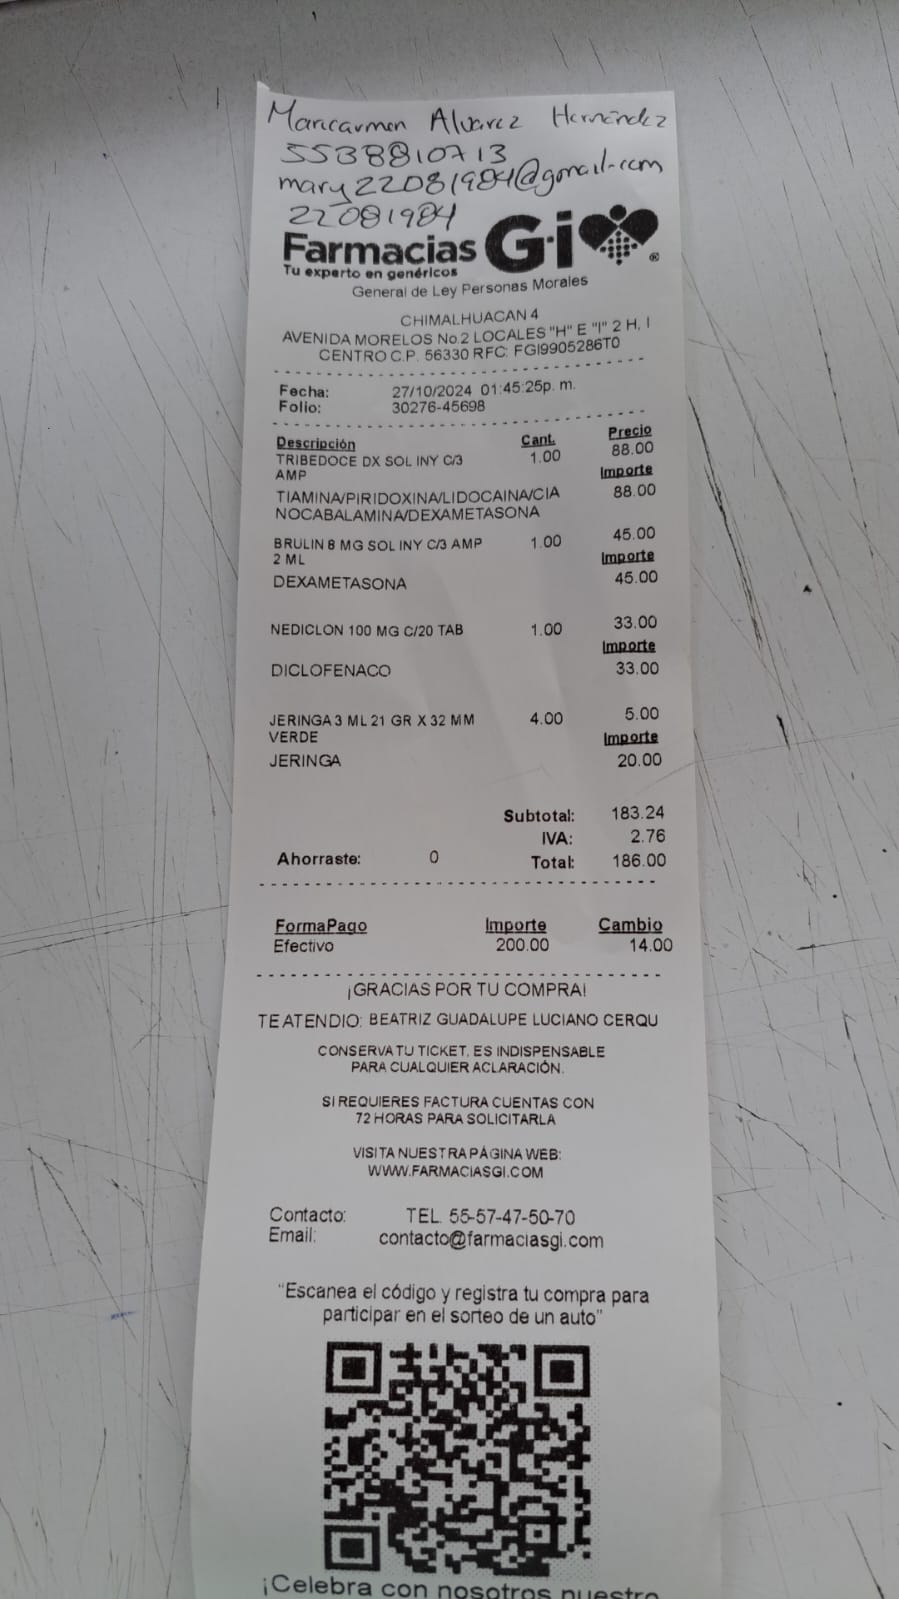 Maricarmen Alvarez Hernández
5538810713
mary22081984@gmail.com
22081984
Farmacias G·i ®
Tu experto en genéricos
General de Ley Personas Morales
CHIMALHUACAN 4
AVENIDA MORELOS No.2 LOCALES "H" E "I" 2 H, I
CENTRO C.P. 56330 RFC: FGI9905286T0
Fecha: 27/10/2024 01:45:25p. m.
Folio: 30276-45698
Descripción Cant. Precio
TRIBEDOCE DX SOL INY C/3 1.00 88.00
AMP Importe
TIAMINA/PIRIDOXINA/LIDOCAINA/CIA 88.00
NOCABALAMINA/DEXAMETASONA
BRULIN 8 MG SOL INY C/3 AMP 1.00 45.00
2 ML Importe
DEXAMETASONA 45.00
NEDICLON 100 MG C/20 TAB 1.00 33.00
Importe
DICLOFENACO 33.00
JERINGA 3 ML 21 GR X 32 MM 4.00 5.00
VERDE Importe
JERINGA 20.00
Subtotal: 183.24
IVA: 2.76
Ahorraste: 0 Total: 186.00
FormaPago Importe Cambio
Efectivo 200.00 14.00
¡GRACIAS POR TU COMPRA!
TE ATENDIO: BEATRIZ GUADALUPE LUCIANO CERQU
CONSERVA TU TICKET, ES INDISPENSABLE
PARA CUALQUIER ACLARACIÓN.
SI REQUIERES FACTURA CUENTAS CON
72 HORAS PARA SOLICITARLA
VISITA NUESTRA PÁGINA WEB:
WWW.FARMACIASGI.COM
Contacto: TEL. 55-57-47-50-70
Email: contacto@farmaciasgi.com
"Escanea el código y registra tu compra para
participar en el sorteo de un auto"
¡Celebra con nosotros nuestro